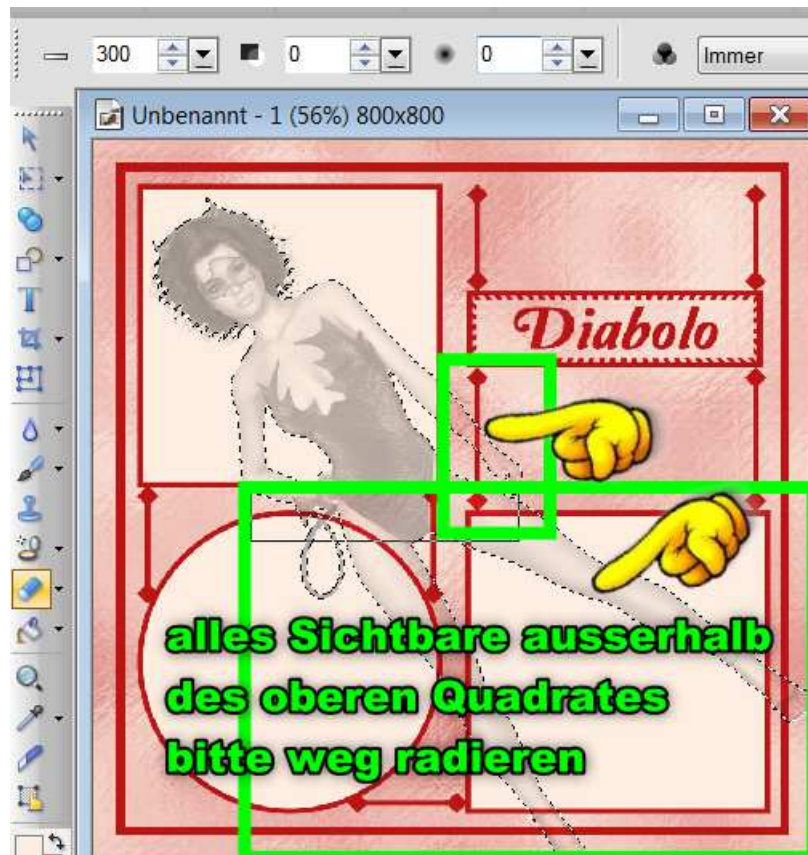 300 0 0 Immer
Unbenannt - 1 (56%) 800x800
Diabolo
alles Sichtbare ausserhalb
des oberen Quadrates
bitte weg radieren